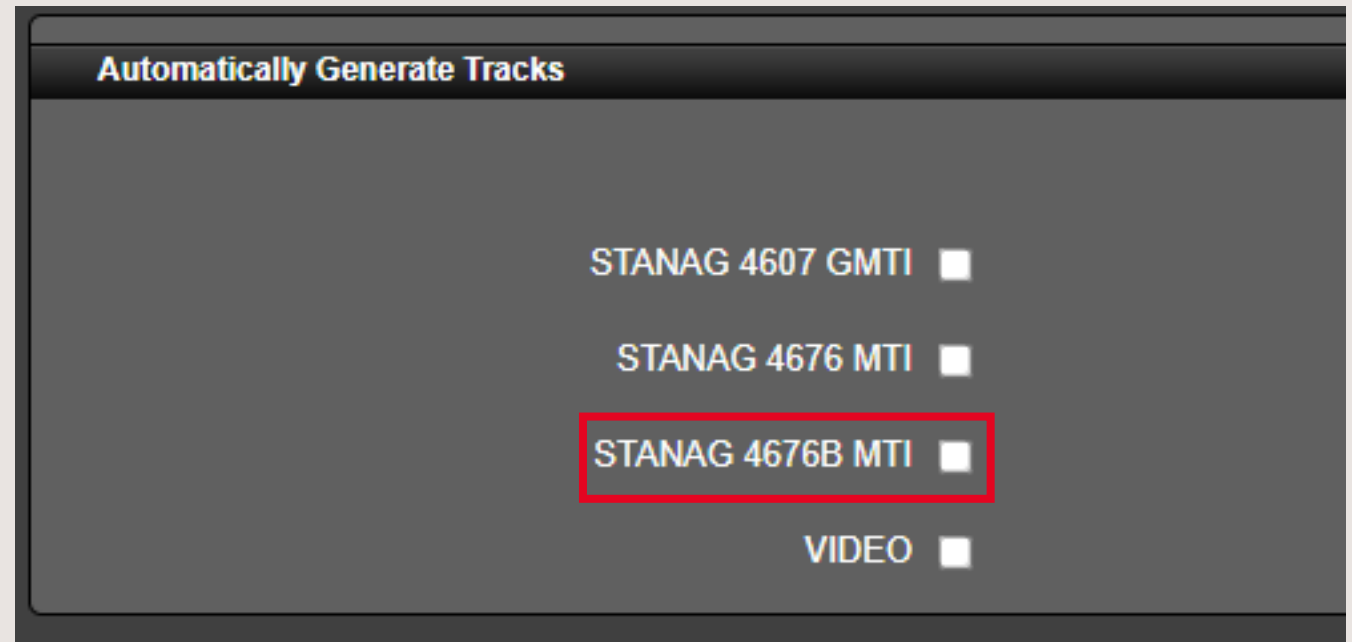 Automatically Generate Tracks
STANAG 4607 GMTI
STANAG 4676 MTI
STANAG 4676B MTI
VIDEO